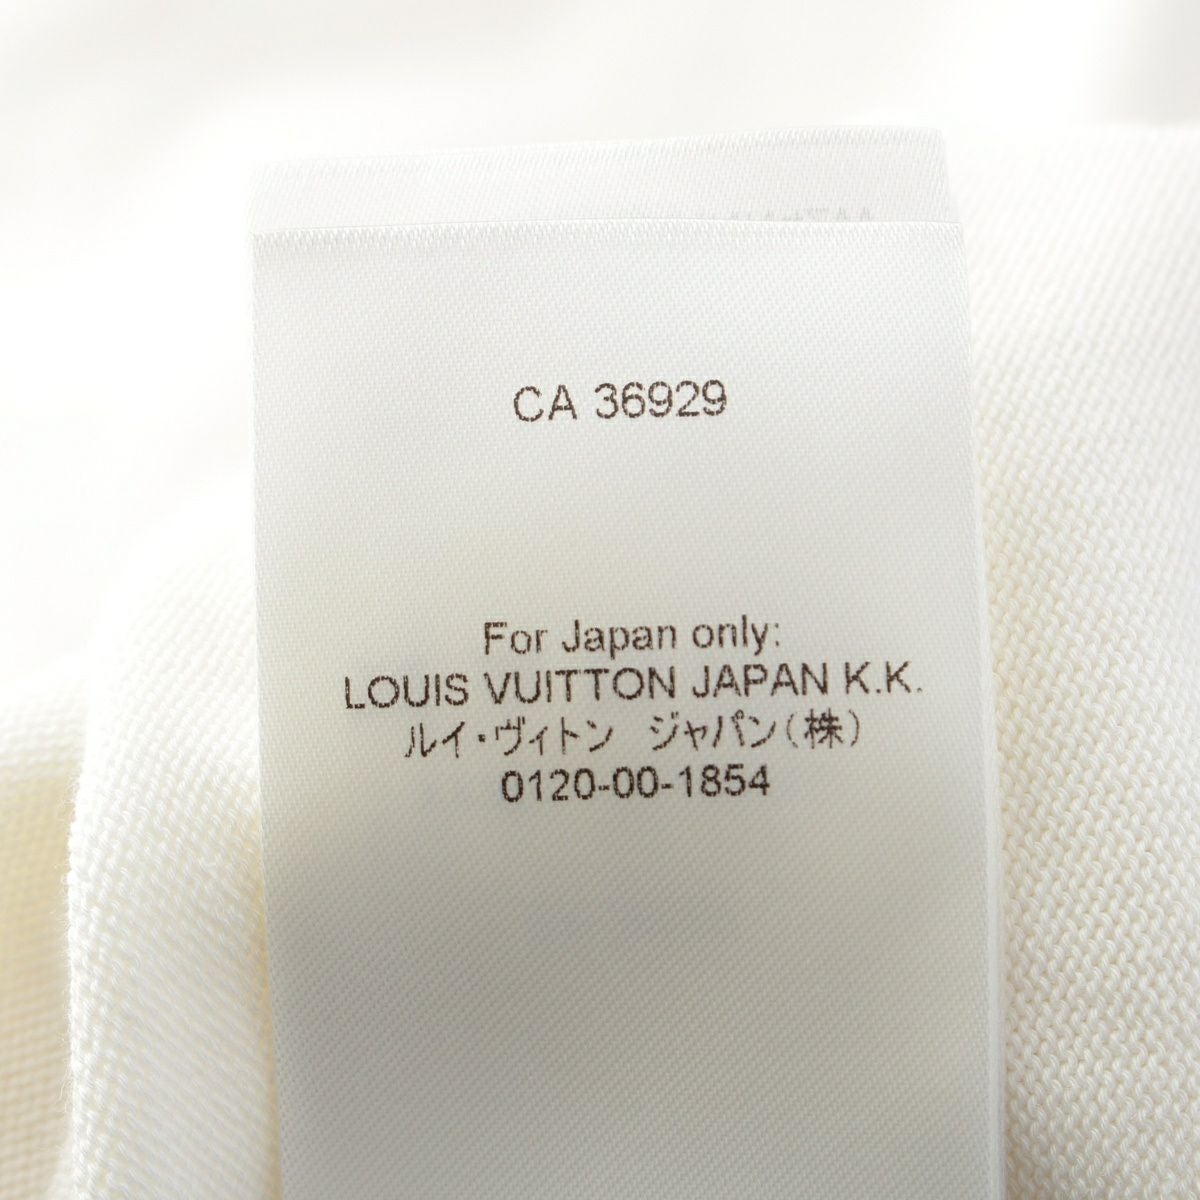 CA 36929
For Japan only:
LOUIS VUITTON JAPAN K.K.
ルイ・ヴィトン ジャパン(株)
0120-00-1854